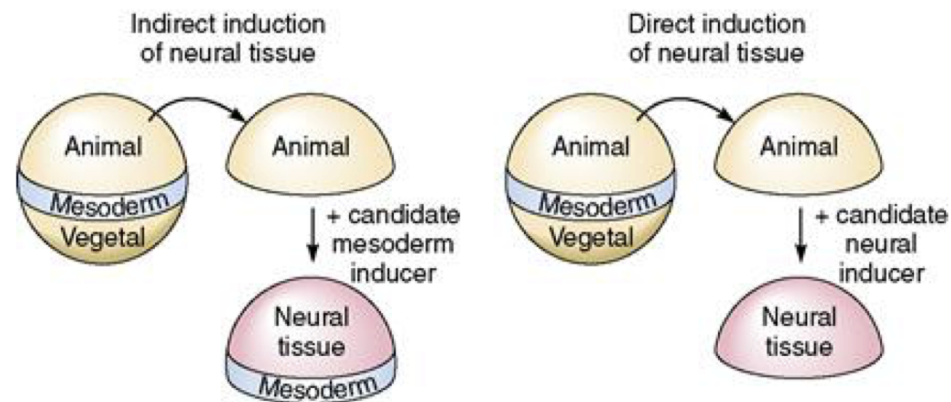 Indirect induction
of neural tissue
Animal
Mesoderm
Vegetal
Animal
+ candidate
mesoderm
inducer
Neural
tissue
Mesoderm
Direct induction
of neural tissue
Animal
Mesoderm
Vegetal
Animal
+ candidate
neural
inducer
Neural
tissue